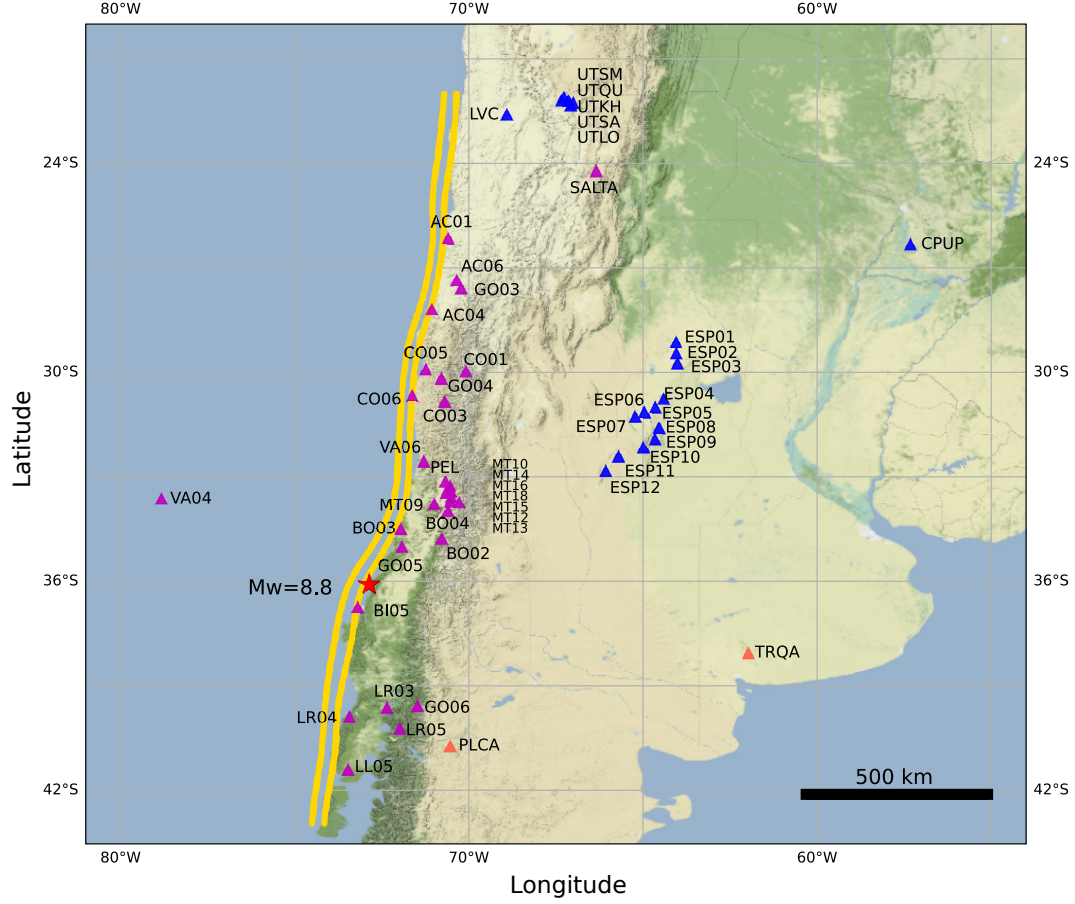 80°W
70°W
60°W
UTSM
UTQU
UTKH
LVC
UTSA
UTLO
24°S
24°S
SALTA
AC01
CPUP
AC06
GO03
AC04
ESP01
ESP02
ESP03
CO05
CO01
30°S
30°S
GO04
ESP04
CO06
CO03
ESP06
ESP05
ESP07
ESP08
ESP09
VA06
PEL
ESP10
MT10
MT14
ESP11
MT16
ESP12
MT18
VA04
MT09
MT15
MT12
MT13
BO04
BO03
BO02
GO05
36°S
36°S
Mw=8.8
BI05
TRQA
LR03
GO06
LR04
LR05
PLCA
LL05
500 km
42°S
42°S
80°W
70°W
60°W
Longitude
Latitude